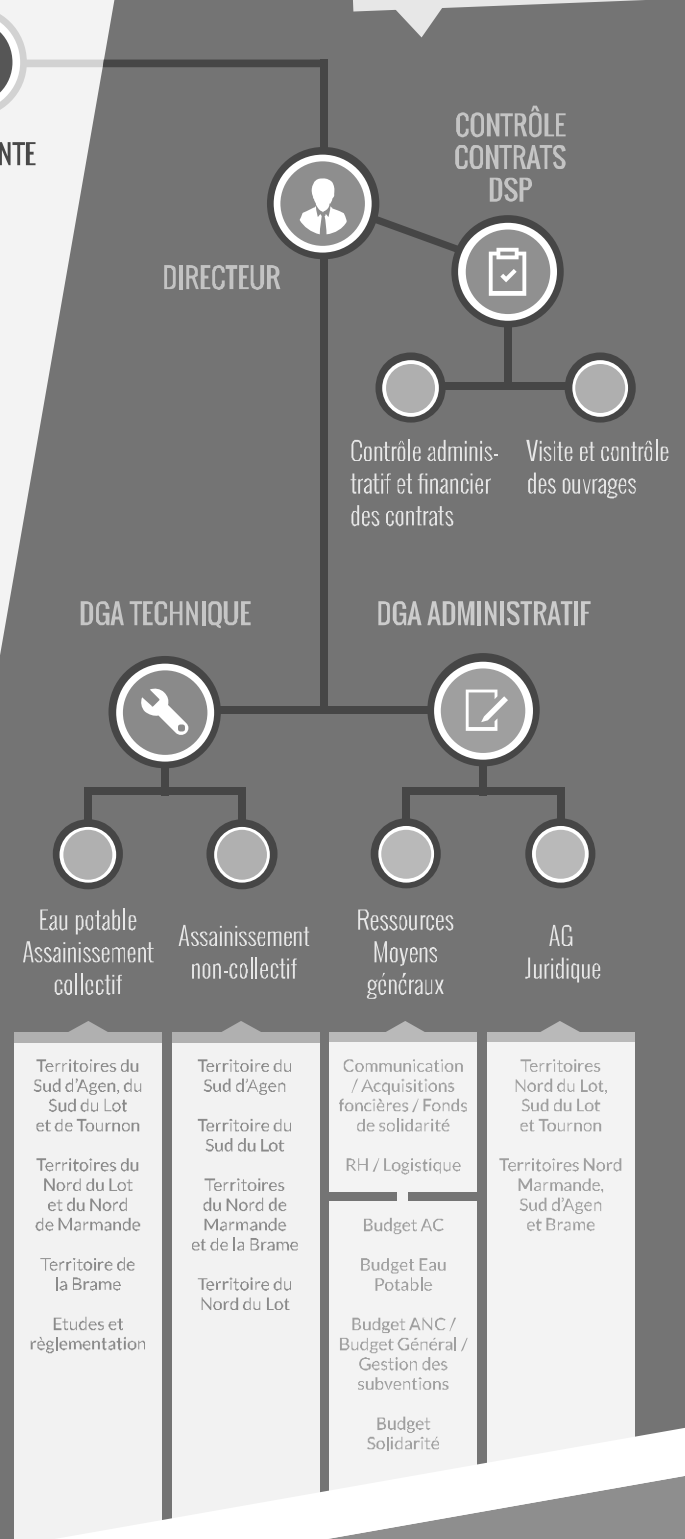 NTE
CONTRÔLE
CONTRATS
DSP
DIRECTEUR
Contrôle adminis-
tratif et financier
des contrats
Visite et contrôle
des ouvrages
DGA TECHNIQUE
DGA ADMINISTRATIF
Eau potable
Assainissement
collectif
Assainissement
non-collectif
Ressources
Moyens
généraux
AG
Juridique
Territoires du
Sud d'Agen, du
Sud du Lot
et de Tournon
Territoires du
Nord du Lot
et du Nord
de Marmande
Territoire de
la Brame
Etudes et
règlementation
Territoire du
Sud d'Agen
Territoire du
Sud du Lot
Territoires
du Nord de
Marmande
et de la Brame
Territoire du
Nord du Lot
Communication
/ Acquisitions
foncières / Fonds
de solidarité
RH / Logistique
Budget AC
Budget Eau
Potable
Budget ANC /
Budget Général /
Gestion des
subventions
Budget
Solidarité
Territoires
Nord du Lot,
Sud du Lot
et Tournon
Territoires Nord
Marmande,
Sud d'Agen
et Brame